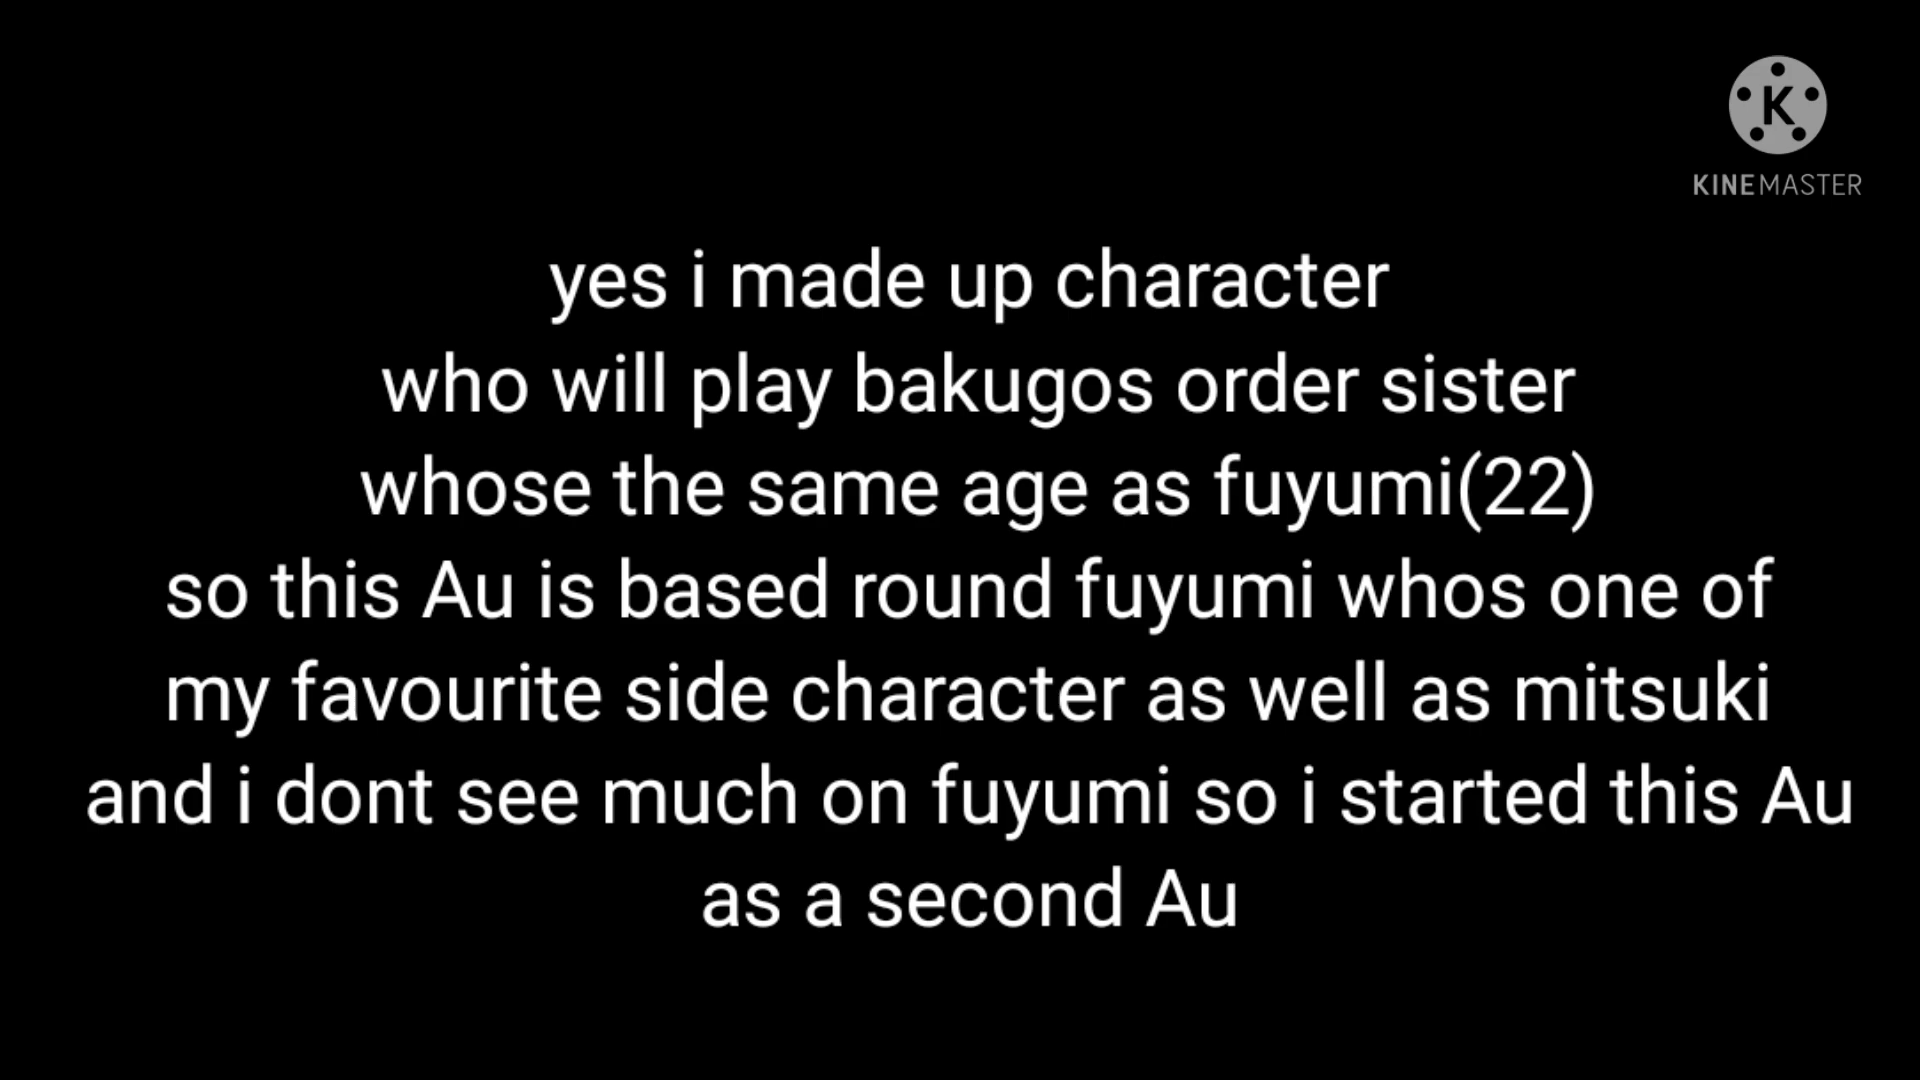 K
KINEMASTER
yes i made up character
who will play bakugos order sister
whose the same age as fuyumi(22)
so this Au is based round fuyumi whos one of
my favourite side character as well as mitsuki
and i dont see much on fuyumi so i started this Au
as a second Au